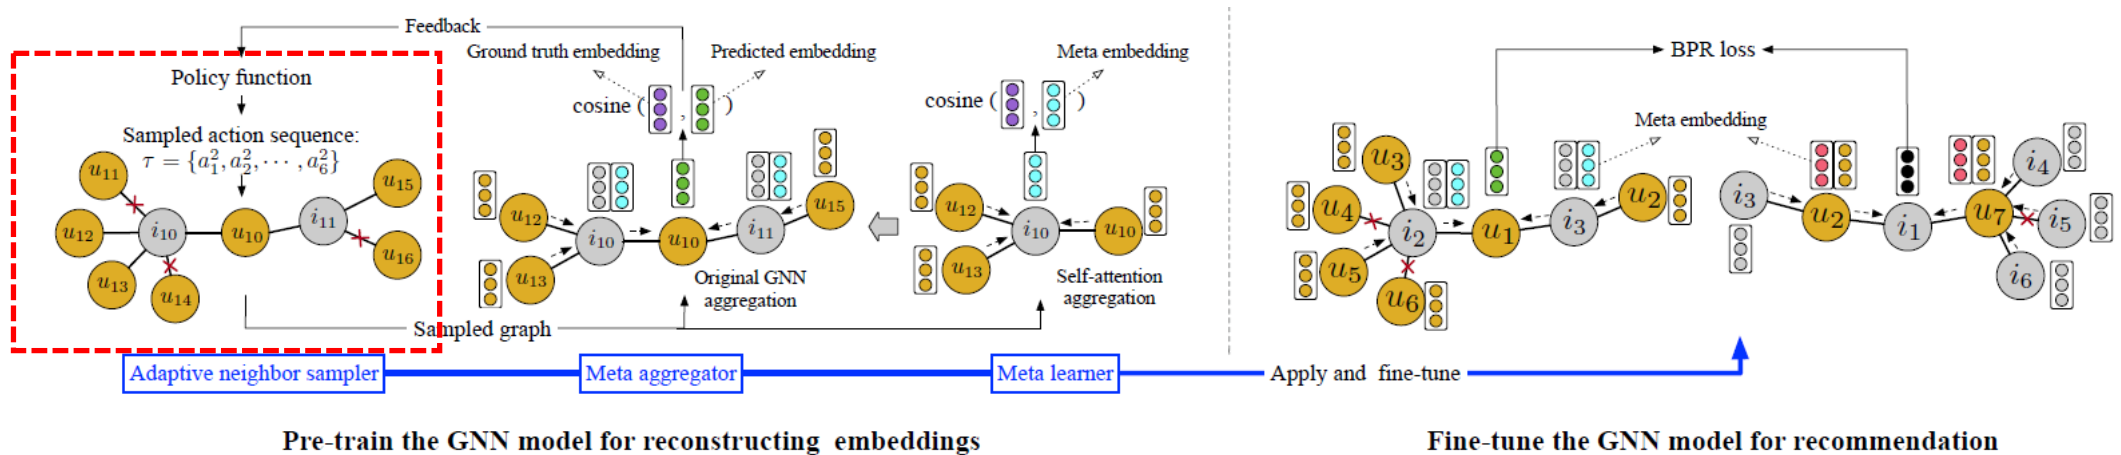 Feedback
Policy function
Sampled action sequence:
τ = {a₁², a₂², ⋯ , a₆²}
u₁₁
u₁₂
u₁₃
u₁₄
i₁₀
u₁₀
i₁₁
u₁₅
u₁₆
Ground truth embedding
Predicted embedding
cosine ( , )
u₁₂
u₁₃
i₁₀
u₁₀
i₁₁
u₁₅
Original GNN
aggregation
Sampled graph
Meta embedding
cosine ( , )
u₁₂
u₁₃
i₁₀
u₁₀
Self-attention
aggregation
Adaptive neighbor sampler
Meta aggregator
Meta learner
Apply and fine-tune
BPR loss
Meta embedding
u₃
u₄
u₅
u₆
i₂
u₁
i₃
u₂
i₃
u₂
i₁
u₇
i₄
i₅
i₆
Pre-train the GNN model for reconstructing embeddings
Fine-tune the GNN model for recommendation